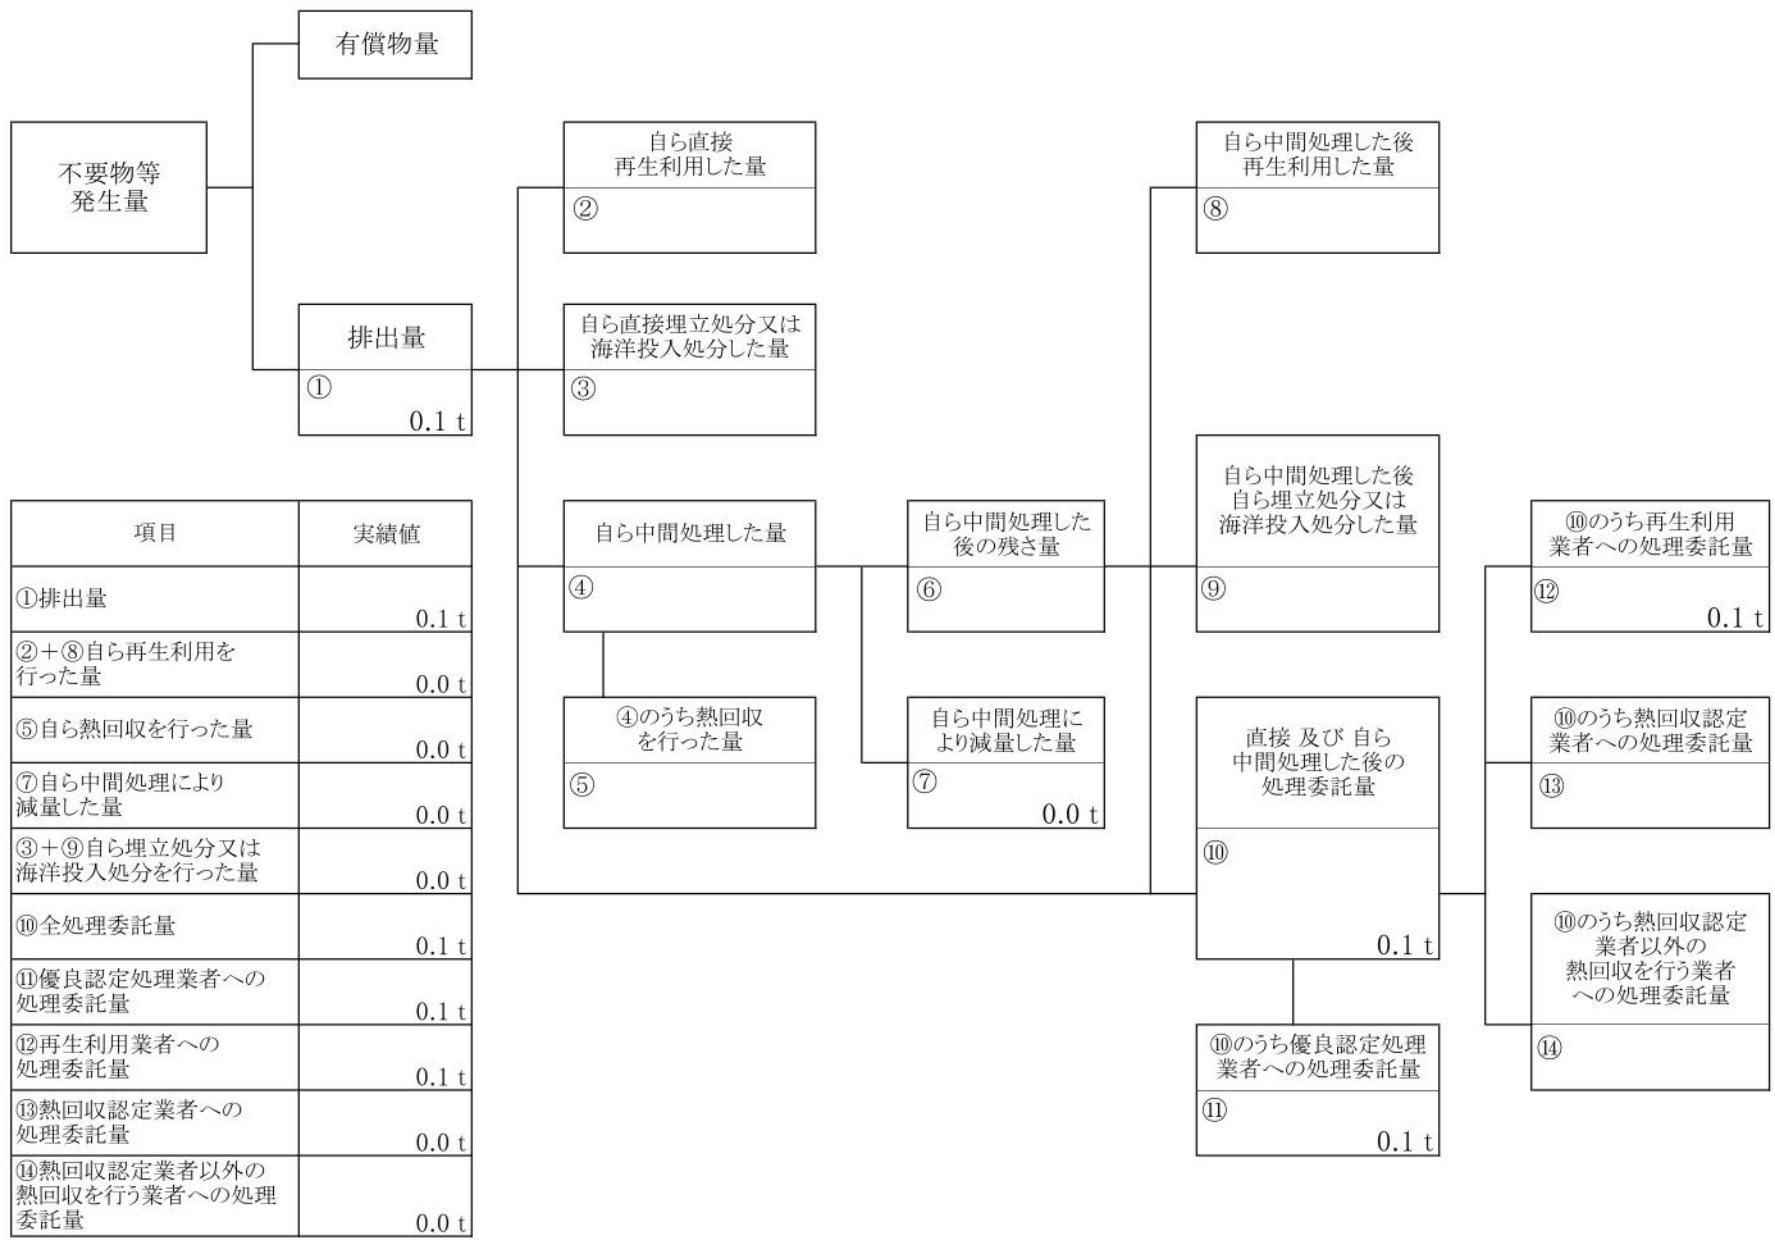 有償物量
不要物等
発生量
自ら直接
再生利用した量
②
自ら中間処理した後
再生利用した量
⑧
排出量
①
0.1 t
自ら直接埋立処分又は
海洋投入処分した量
③
自ら中間処理した量
④
自ら中間処理した
後の残さ量
⑥
自ら中間処理した後
自ら埋立処分又は
海洋投入処分した量
⑨
⑩のうち再生利用
業者への処理委託量
⑫
0.1 t
④のうち熱回収
を行った量
⑤
自ら中間処理に
より減量した量
⑦
0.0 t
直接 及び 自ら
中間処理した後の
処理委託量
⑩
0.1 t
⑩のうち熱回収認定
業者への処理委託量
⑬
⑩のうち熱回収認定
業者以外の
熱回収を行う業者
への処理委託量
⑭
⑩のうち優良認定処理
業者への処理委託量
⑪
0.1 t
項目
実績値
①排出量
0.1 t
②＋⑧自ら再生利用を
行った量
0.0 t
⑤自ら熱回収を行った量
0.0 t
⑦自ら中間処理により
減量した量
0.0 t
③＋⑨自ら埋立処分又は
海洋投入処分を行った量
0.0 t
⑩全処理委託量
0.1 t
⑪優良認定処理業者への
処理委託量
0.1 t
⑫再生利用業者への
処理委託量
0.1 t
⑬熱回収認定業者への
処理委託量
0.0 t
⑭熱回収認定業者以外の
熱回収を行う業者への処理
委託量
0.0 t